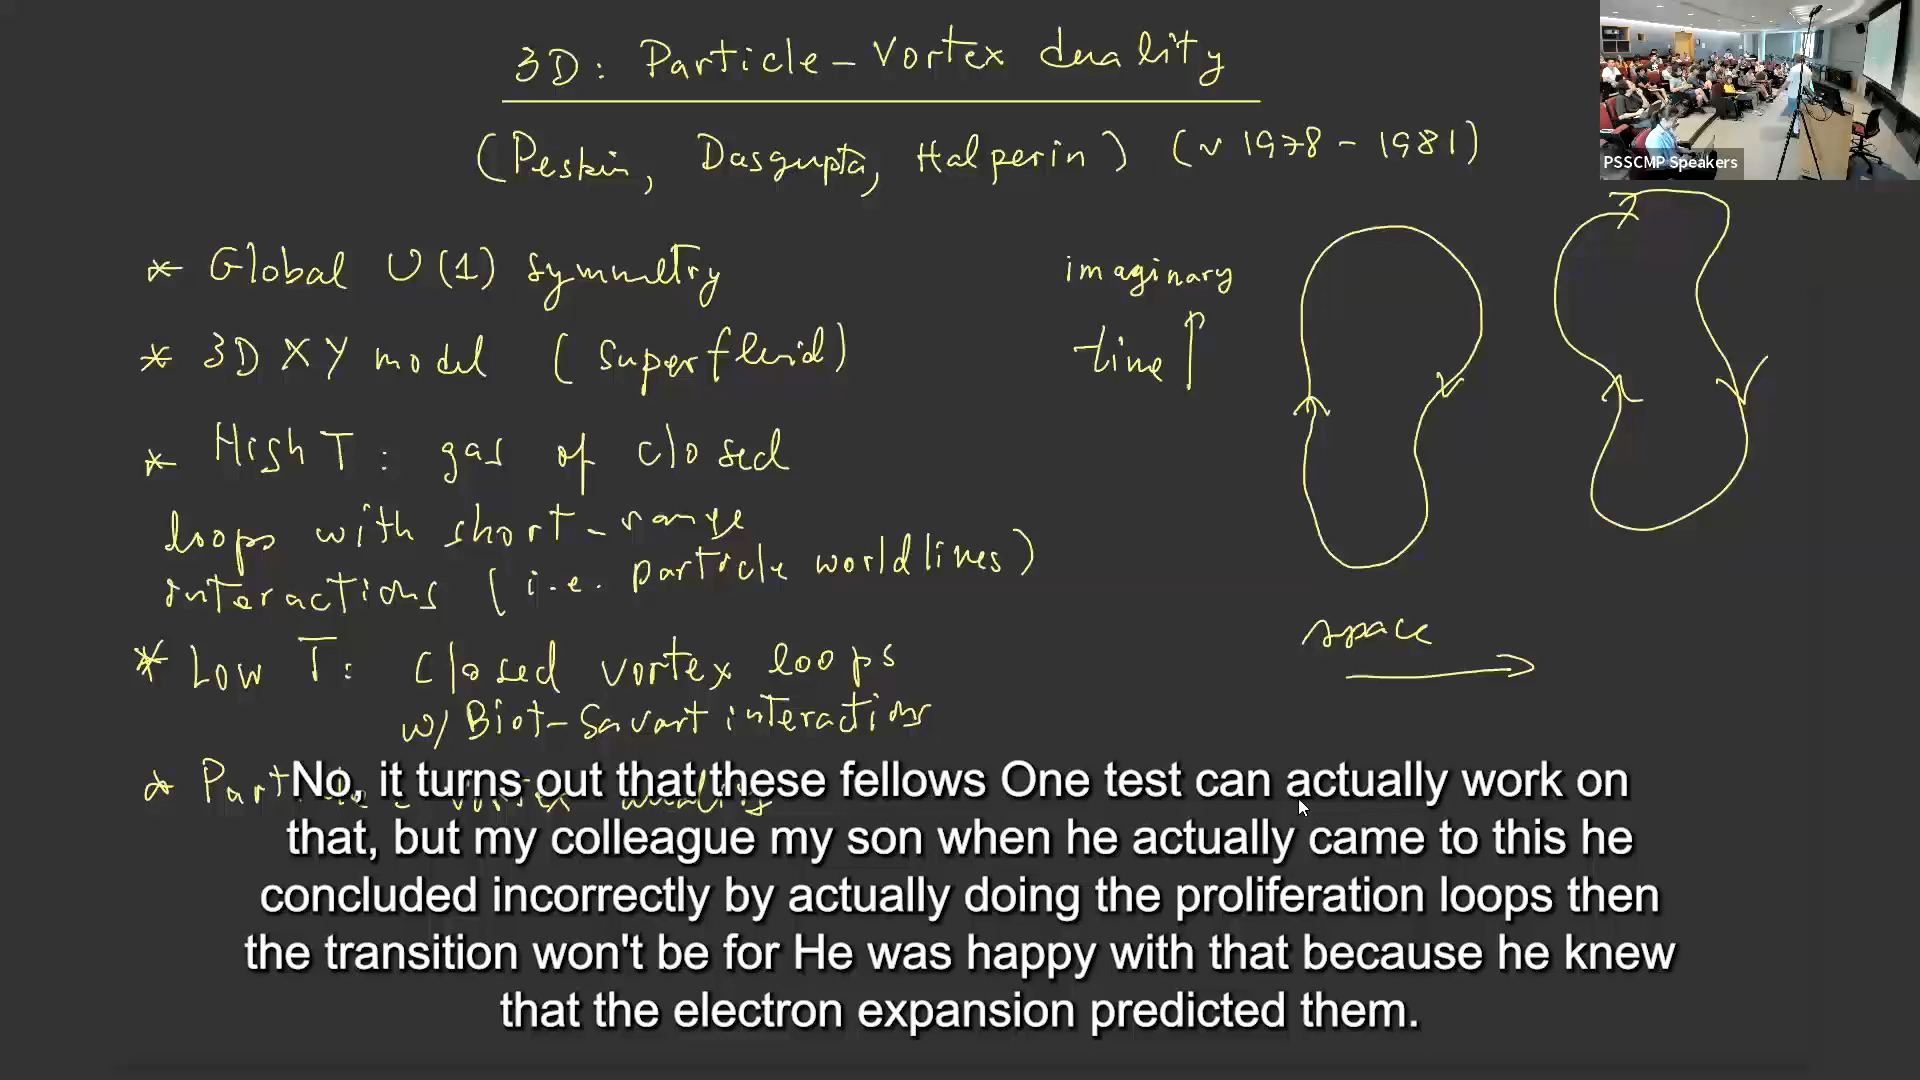 3D: Particle – Vortex duality
(Peskin, Dasgupta, Halperin) (~ 1978 – 1981)
PSSCMP Speakers
* Global U(1) symmetry
* 3D XY model (superfluid)
* High T: gas of closed
loops with short-range
interactions (i.e. particle worldlines)
* Low T: closed vortex loops
w/ Biot-Savart interactions
* Particle - vortex duality
imaginary
time
space
No, it turns out that these fellows One test can actually work on
that, but my colleague my son when he actually came to this he
concluded incorrectly by actually doing the proliferation loops then
the transition won't be for He was happy with that because he knew
that the electron expansion predicted them.